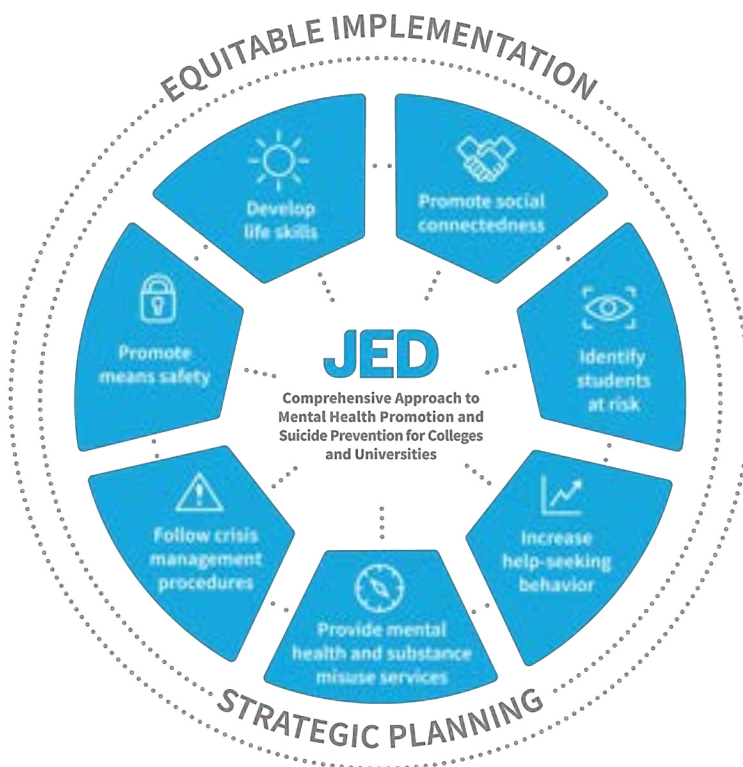 EQUITABLE IMPLEMENTATION
Develop
life skills
Promote social
connectedness
Identify
students
at risk
Increase
help-seeking
behavior
Provide mental
health and substance
misuse services
Follow crisis
management
procedures
Promote
means safety
JED
Comprehensive Approach to
Mental Health Promotion and
Suicide Prevention for Colleges
and Universities
STRATEGIC PLANNING